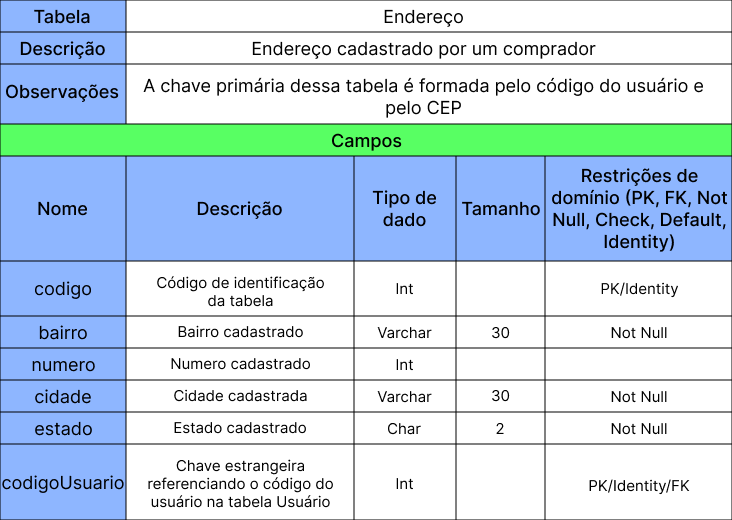 Tabela Endereço
Descrição Endereço cadastrado por um comprador
Observações A chave primária dessa tabela é formada pelo código do usuário e
pelo CEP
Campos
Nome Descrição Tipo de
dado Tamanho Restrições de
domínio (PK, FK, Not
Null, Check, Default,
Identity)
codigo Código de identificação
da tabela Int PK/Identity
bairro Bairro cadastrado Varchar 30 Not Null
numero Numero cadastrado Int
cidade Cidade cadastrada Varchar 30 Not Null
estado Estado cadastrado Char 2 Not Null
codigoUsuario Chave estrangeira
referenciando o código do
usuário na tabela Usuário Int PK/Identity/FK